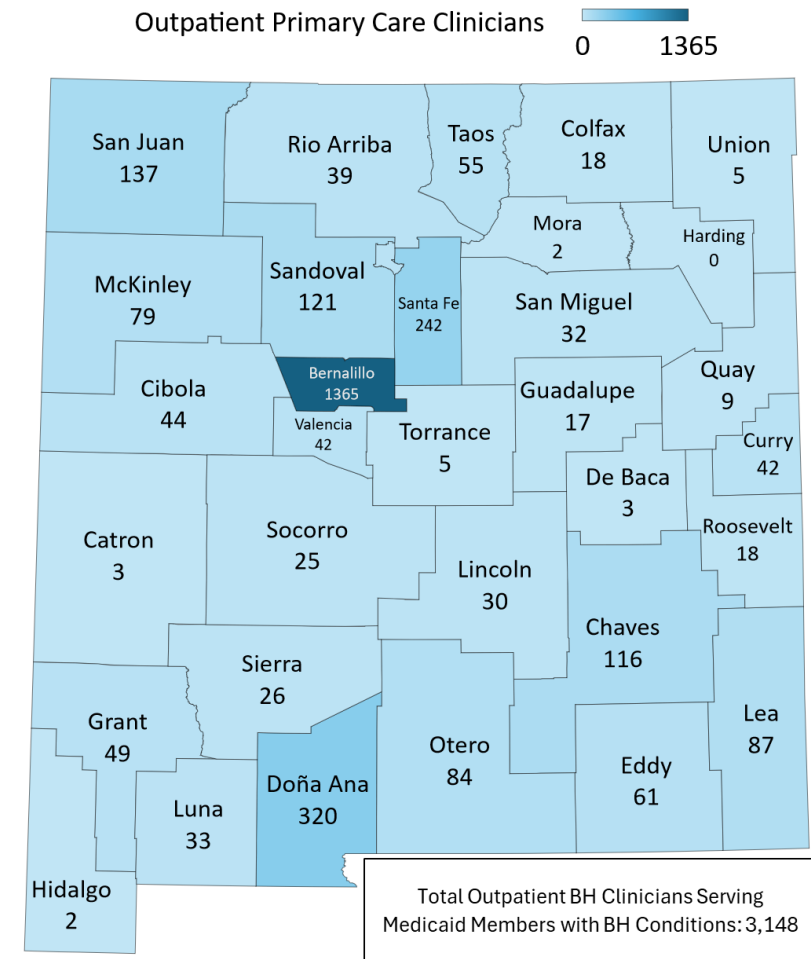 Outpatient Primary Care Clinicians
0 1365
San Juan
137
Rio Arriba
39
Taos
55
Colfax
18
Union
5
Mora
2
Harding
0
McKinley
79
Sandoval
121
Santa Fe
242
San Miguel
32
Bernalillo
1365
Cibola
44
Valencia
42
Torrance
5
Guadalupe
17
Quay
9
Curry
42
De Baca
3
Roosevelt
18
Catron
3
Socorro
25
Lincoln
30
Chaves
116
Sierra
26
Grant
49
Doña Ana
320
Otero
84
Eddy
61
Lea
87
Luna
33
Hidalgo
2
Total Outpatient BH Clinicians Serving
Medicaid Members with BH Conditions: 3,148